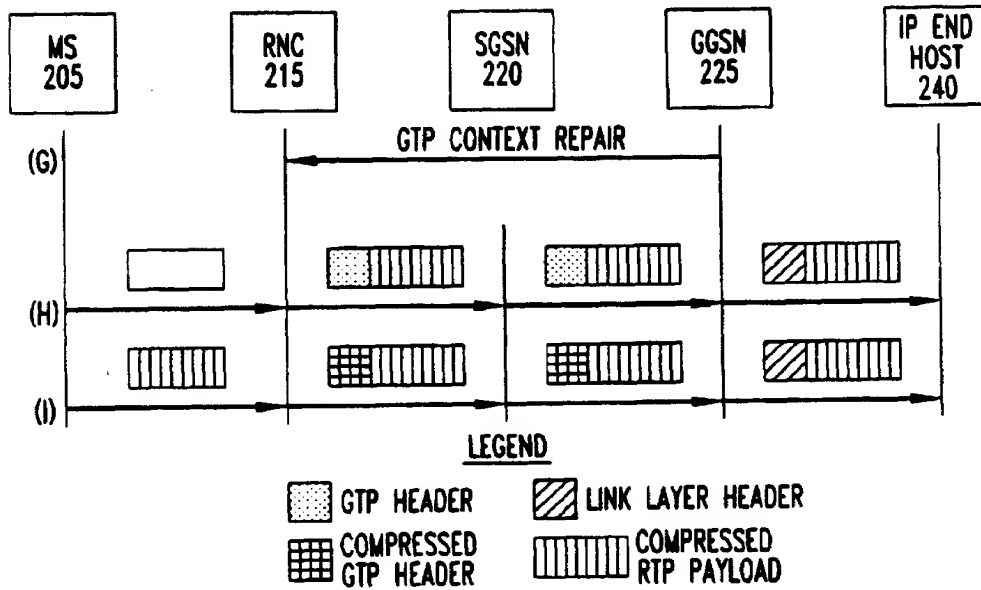 MS
205
RNC
215
SGSN
220
GGSN
225
IP END
HOST
240
(G)
GTP CONTEXT REPAIR
(H)
(I)
LEGEND
GTP HEADER
LINK LAYER HEADER
COMPRESSED
GTP HEADER
COMPRESSED
RTP PAYLOAD